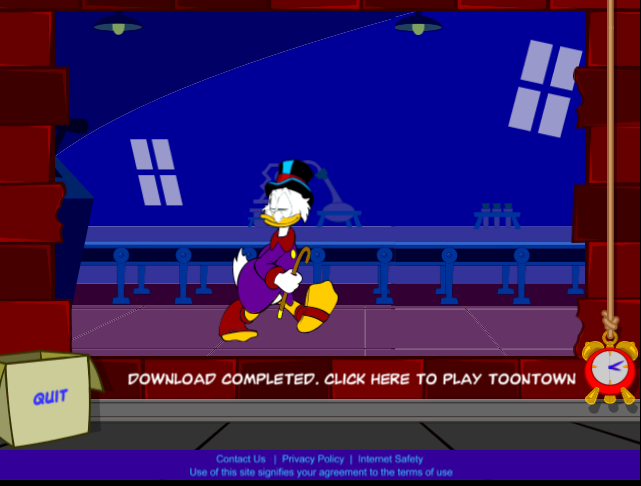 QUIT
DOWNLOAD COMPLETED. CLICK HERE TO PLAY TOONTOWN
Contact Us | Privacy Policy | Internet Safety
Use of this site signifies your agreement to the terms of use